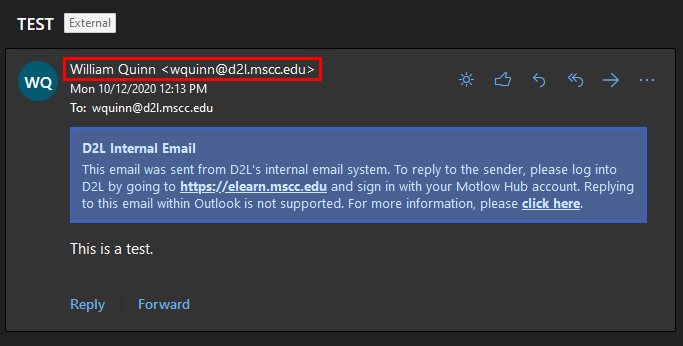 TEST External
WQ
William Quinn <wquinn@d2l.mscc.edu>
Mon 10/12/2020 12:13 PM
To: wquinn@d2l.mscc.edu
D2L Internal Email
This email was sent from D2L's internal email system. To reply to the sender, please log into
D2L by going to https://elearn.mscc.edu and sign in with your Motlow Hub account. Replying
to this email within Outlook is not supported. For more information, please click here.
This is a test.
Reply Forward